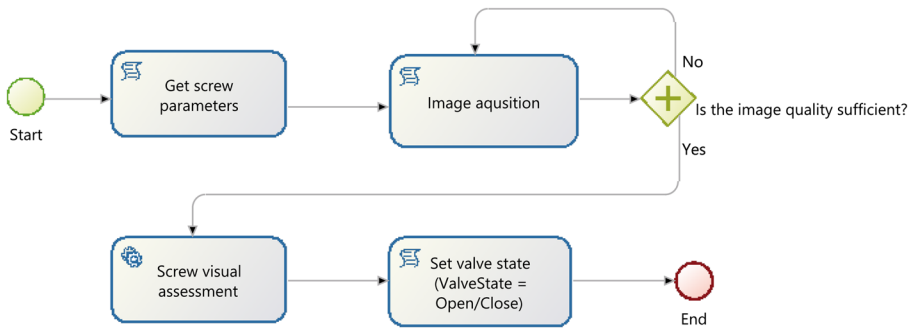 Get screw
parameters
Image aqusition
No
Is the image quality sufficient?
Start
Yes
Screw visual
assessment
Set valve state
(ValveState =
Open/Close)
End